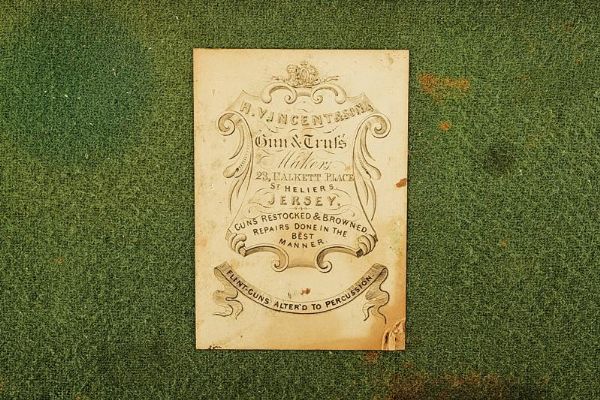 H. VINCENT & SONS,
Gun & Truss
Makers
23, HALKETT PLACE
ST HELIERS
JERSEY.
GUNS RESTOCKED & BROWNED
REPAIRS DONE IN THE
BEST
MANNER.
FLINT-GUNS ALTER'D TO PERCUSSION